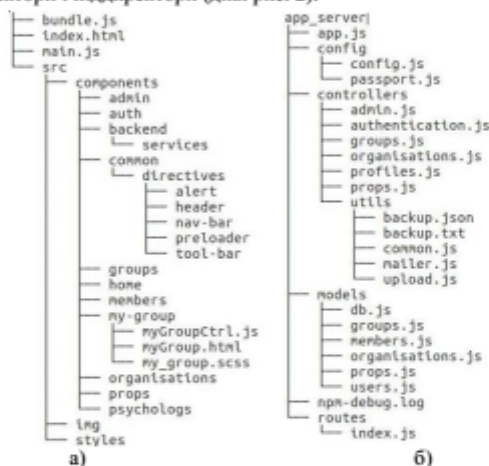 ├── bundle.js
├── index.html
├── main.js
└── src
    ├── components
    │   ├── admin
    │   ├── auth
    │   ├── backend
    │   │   └── services
    │   ├── common
    │   │   └── directives
    │   │       ├── alert
    │   │       ├── header
    │   │       ├── nav-bar
    │   │       ├── preloader
    │   │       └── tool-bar
    │   ├── groups
    │   ├── home
    │   ├── members
    │   ├── my-group
    │   │   ├── myGroupCtrl.js
    │   │   ├── myGroup.html
    │   │   └── my_group.scss
    │   ├── organisations
    │   ├── props
    │   └── psychologs
    ├── img
    └── styles
а)
app_server
├── app.js
├── config
│   ├── config.js
│   └── passport.js
├── controllers
│   ├── admin.js
│   ├── authentication.js
│   ├── groups.js
│   ├── organisations.js
│   ├── profiles.js
│   ├── props.js
│   └── utils
│       ├── backup.json
│       ├── backup.txt
│       ├── common.js
│       ├── mailer.js
│       └── upload.js
├── models
│   ├── db.js
│   ├── groups.js
│   ├── members.js
│   ├── organisations.js
│   ├── props.js
│   └── users.js
├── npm-debug.log
└── routes
    └── index.js
б)